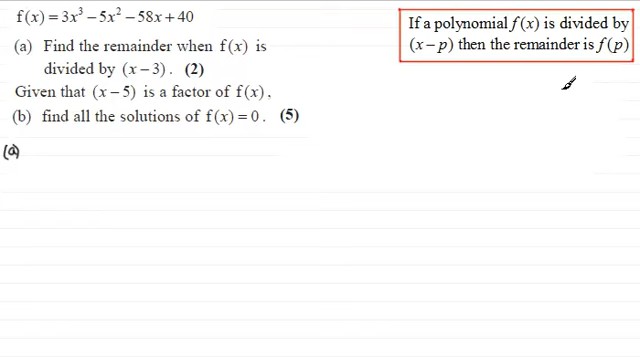 f(x) = 3x³ − 5x² − 58x + 40
(a) Find the remainder when f(x) is
divided by (x − 3). (2)
Given that (x − 5) is a factor of f(x),
(b) find all the solutions of f(x) = 0. (5)
(a)
If a polynomial f(x) is divided by
(x − p) then the remainder is f(p)